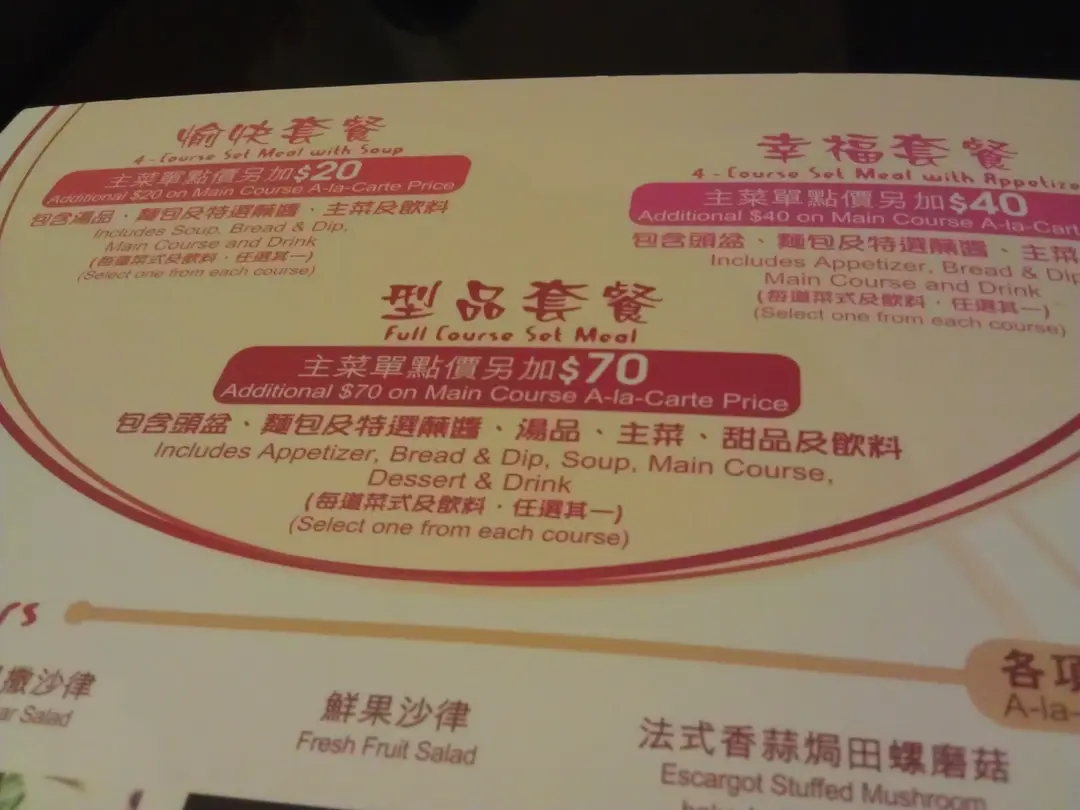 愉快套餐
4-Course Set Meal with Soup
主菜單點價另加$20
Additional $20 on Main Course A-la-Carte Price
包含湯品、麵包及特選蘸醬、主菜及飲料
Includes Soup, Bread & Dip,
Main Course and Drink
(每道菜式及飲料，任選其一)
(Select one from each course)
幸福套餐
4-Course Set Meal with Appetize
主菜單點價另加$40
Additional $40 on Main Course A-la-Cart
包含頭盆、麵包及特選蘸醬、主菜
Includes Appetizer, Bread & Dip
Main Course and Drink
(每道菜式及飲料，任選其一)
(Select one from each course)
型品套餐
Full Course Set Meal
主菜單點價另加$70
Additional $70 on Main Course A-la-Carte Price
包含頭盆、麵包及特選蘸醬、湯品、主菜、甜品及飲料
Includes Appetizer, Bread & Dip, Soup, Main Course,
Dessert & Drink
(每道菜式及飲料，任選其一)
(Select one from each course)
rs
各項
A-la-
撒沙律
ar Salad
鮮果沙律
Fresh Fruit Salad
法式香蒜焗田螺磨菇
Escargot Stuffed Mushroom